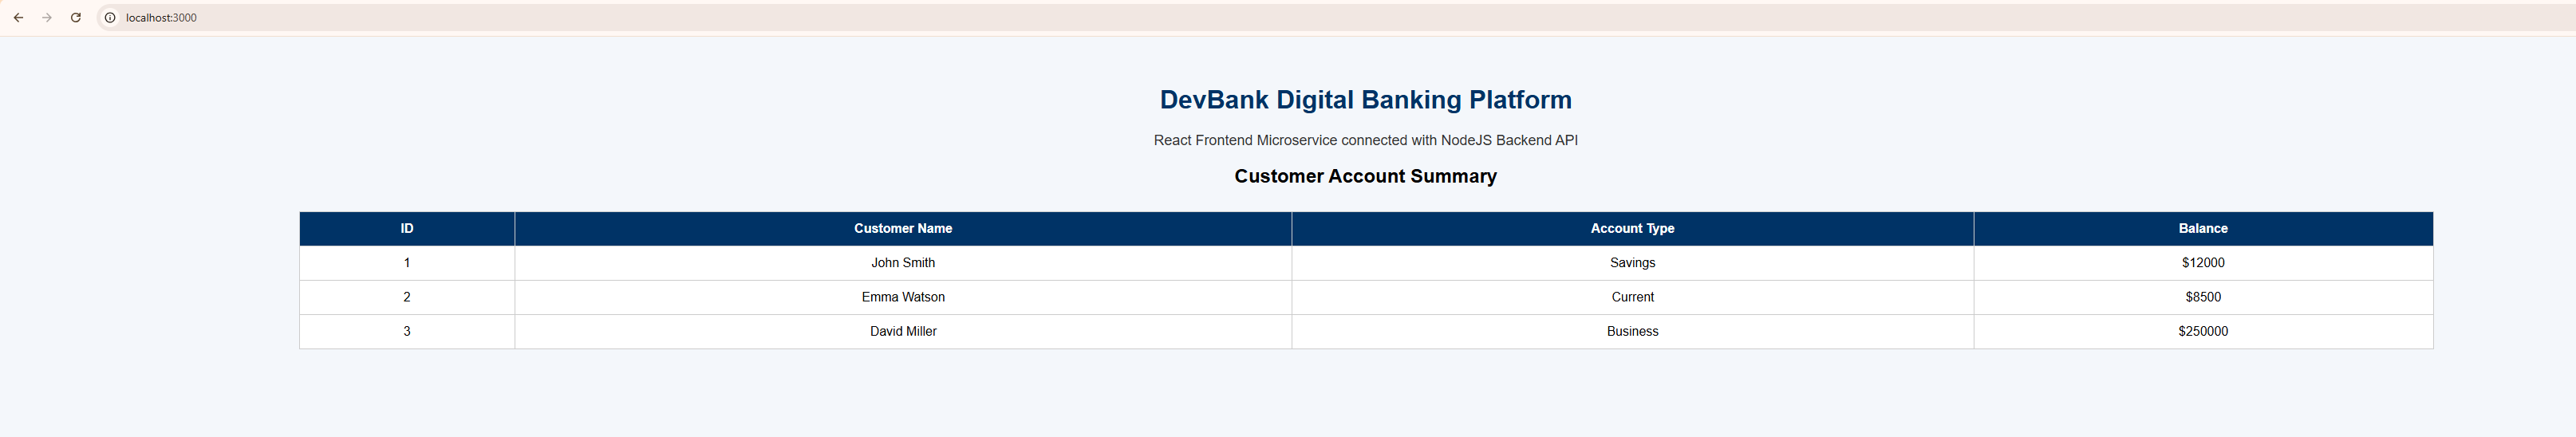 localhost:3000
DevBank Digital Banking Platform
React Frontend Microservice connected with NodeJS Backend API
Customer Account Summary
ID Customer Name Account Type Balance
1 John Smith Savings $12000
2 Emma Watson Current $8500
3 David Miller Business $250000